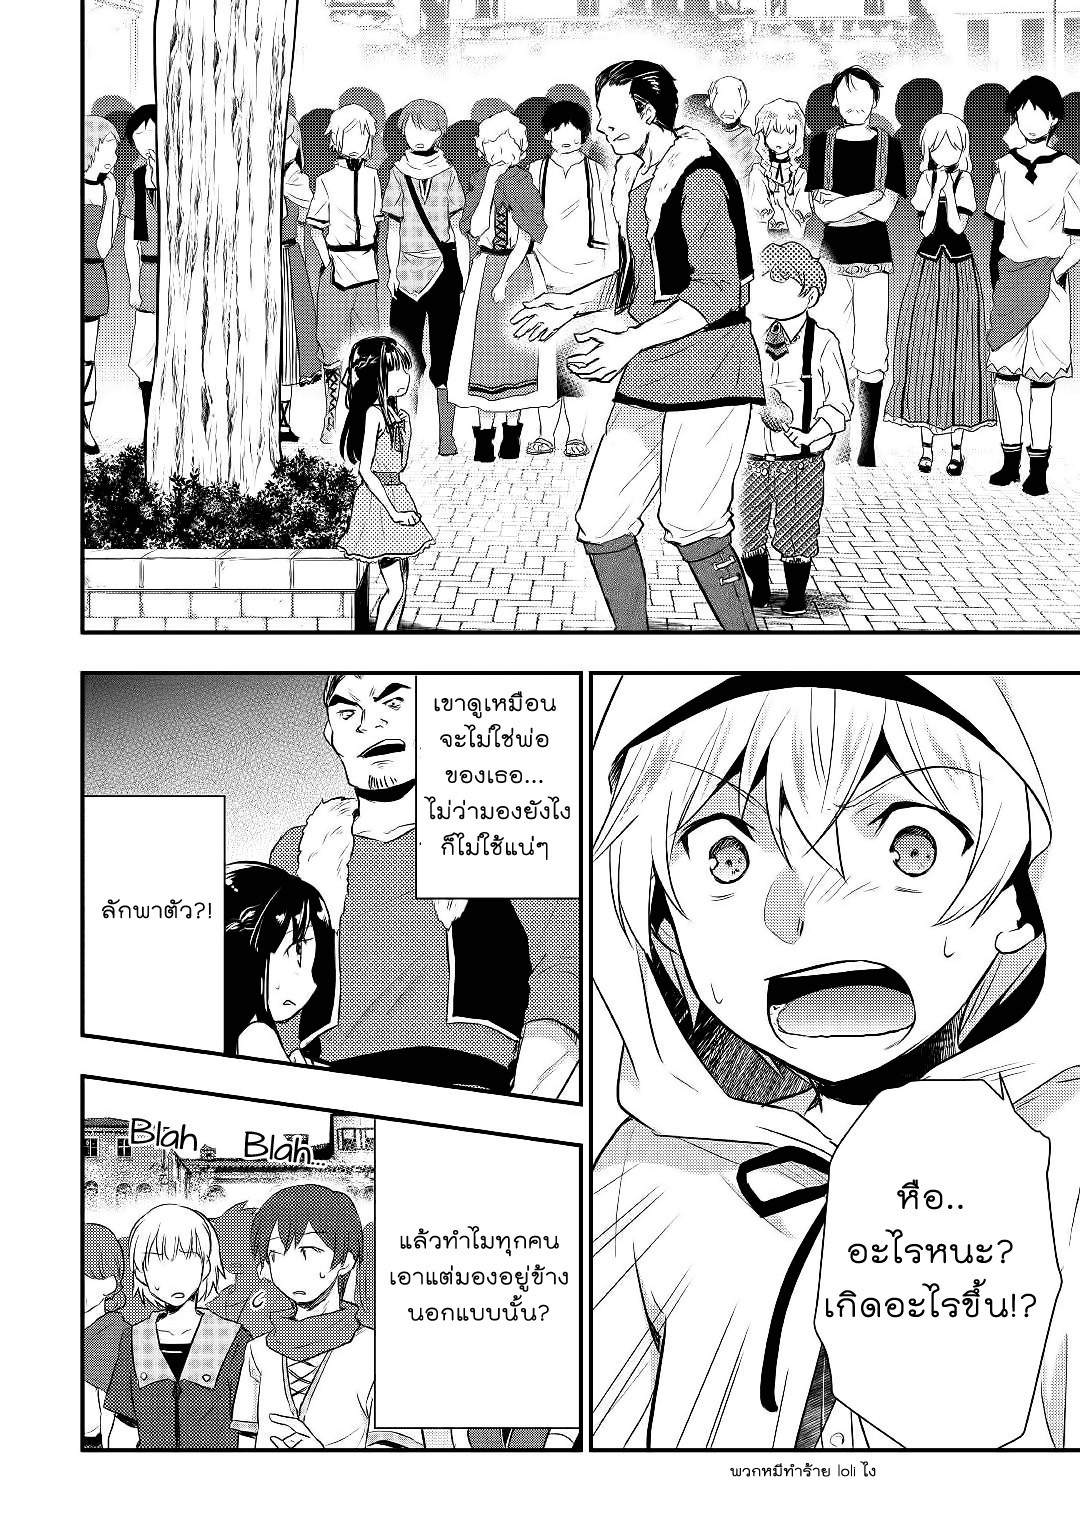 หือ..
อะไรหนะ?
เกิดอะไรขึ้น!?
เขาดูเหมือน
จะไม่ใช่พ่อ
ของเธอ...
ไม่ว่ามองยังไง
ก็ไม่ใช้แน่ๆ
ลักพาตัว?!
Blah
Blah...
แล้วทำไมทุกคน
เอาแต่มองอยู่ข้าง
นอกแบบนั้น?
พวกหมีทำร้าย loli ไง